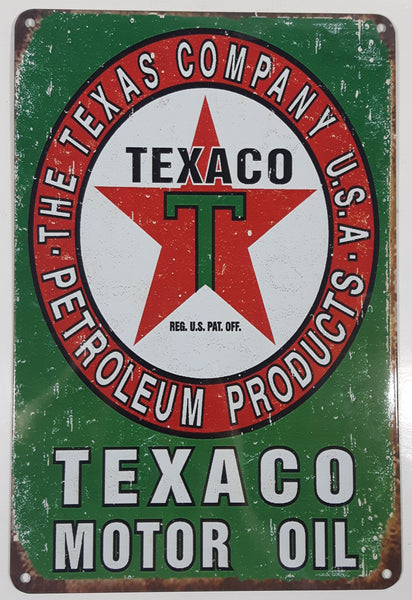 · THE TEXAS COMPANY U.S.A ·
TEXACO
T
REG. U.S. PAT. OFF.
PETROLEUM PRODUCTS
TEXACO
MOTOR OIL